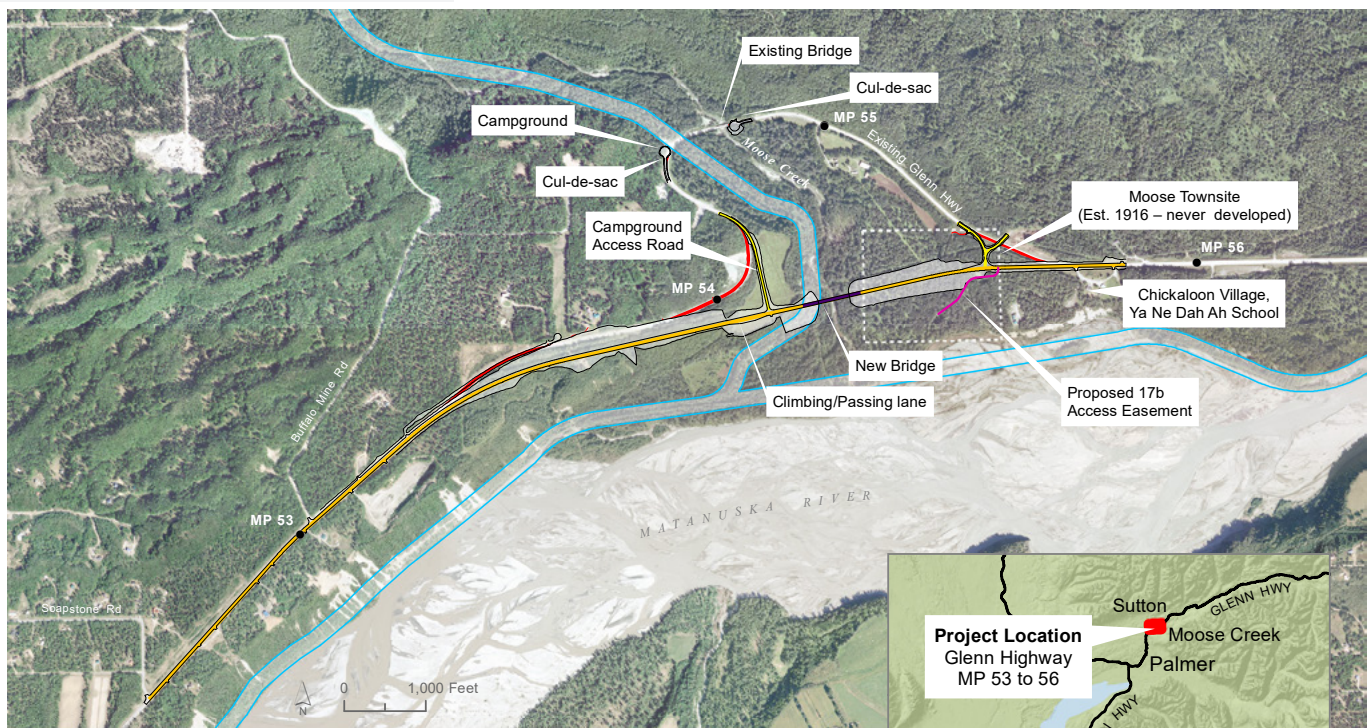 Existing Bridge
Cul-de-sac
Campground
MP 55
Moose Creek
Existing Glenn Hwy
Cul-de-sac
Moose Townsite
(Est. 1916 – never developed)
Campground
Access Road
MP 56
MP 54
Chickaloon Village,
Ya Ne Dah Ah School
New Bridge
Buffalo Mine Rd
Climbing/Passing lane
Proposed 17b
Access Easement
MATANUSKA RIVER
MP 53
Soapstone Rd
N
0 1,000 Feet
Sutton
GLENN HWY
Project Location
Glenn Highway
MP 53 to 56
Moose Creek
Palmer
HWY